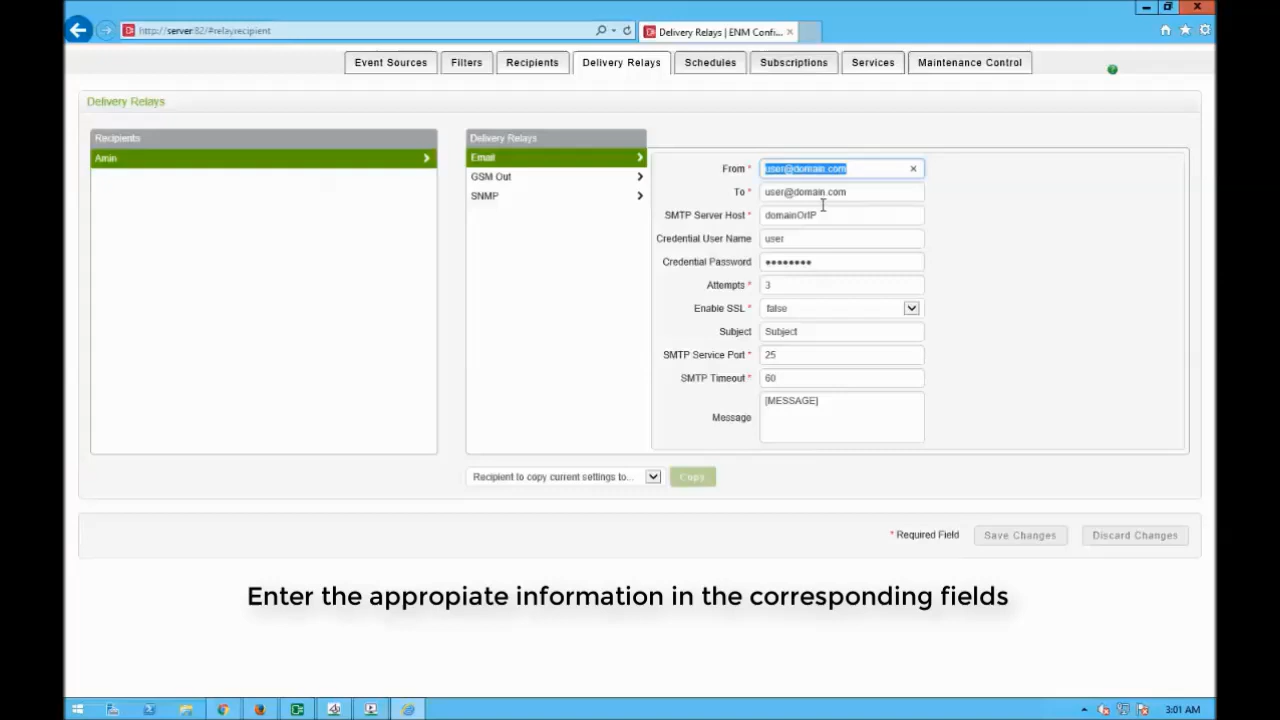 http://server:82/#relayrecipient
Delivery Relays | ENM Confi...
Event Sources
Filters
Recipients
Delivery Relays
Schedules
Subscriptions
Services
Maintenance Control
Delivery Relays
Recipients
Amin
Delivery Relays
Email
GSM Out
SNMP
From * user@domain.com
To * user@domain.com
SMTP Server Host * domainOrIP
Credential User Name user
Credential Password ••••••••
Attempts * 3
Enable SSL * false
Subject Subject
SMTP Service Port * 25
SMTP Timeout * 60
Message [MESSAGE]
Recipient to copy current settings to...
Copy
* Required Field
Save Changes
Discard Changes
Enter the appropiate information in the corresponding fields
3:01 AM